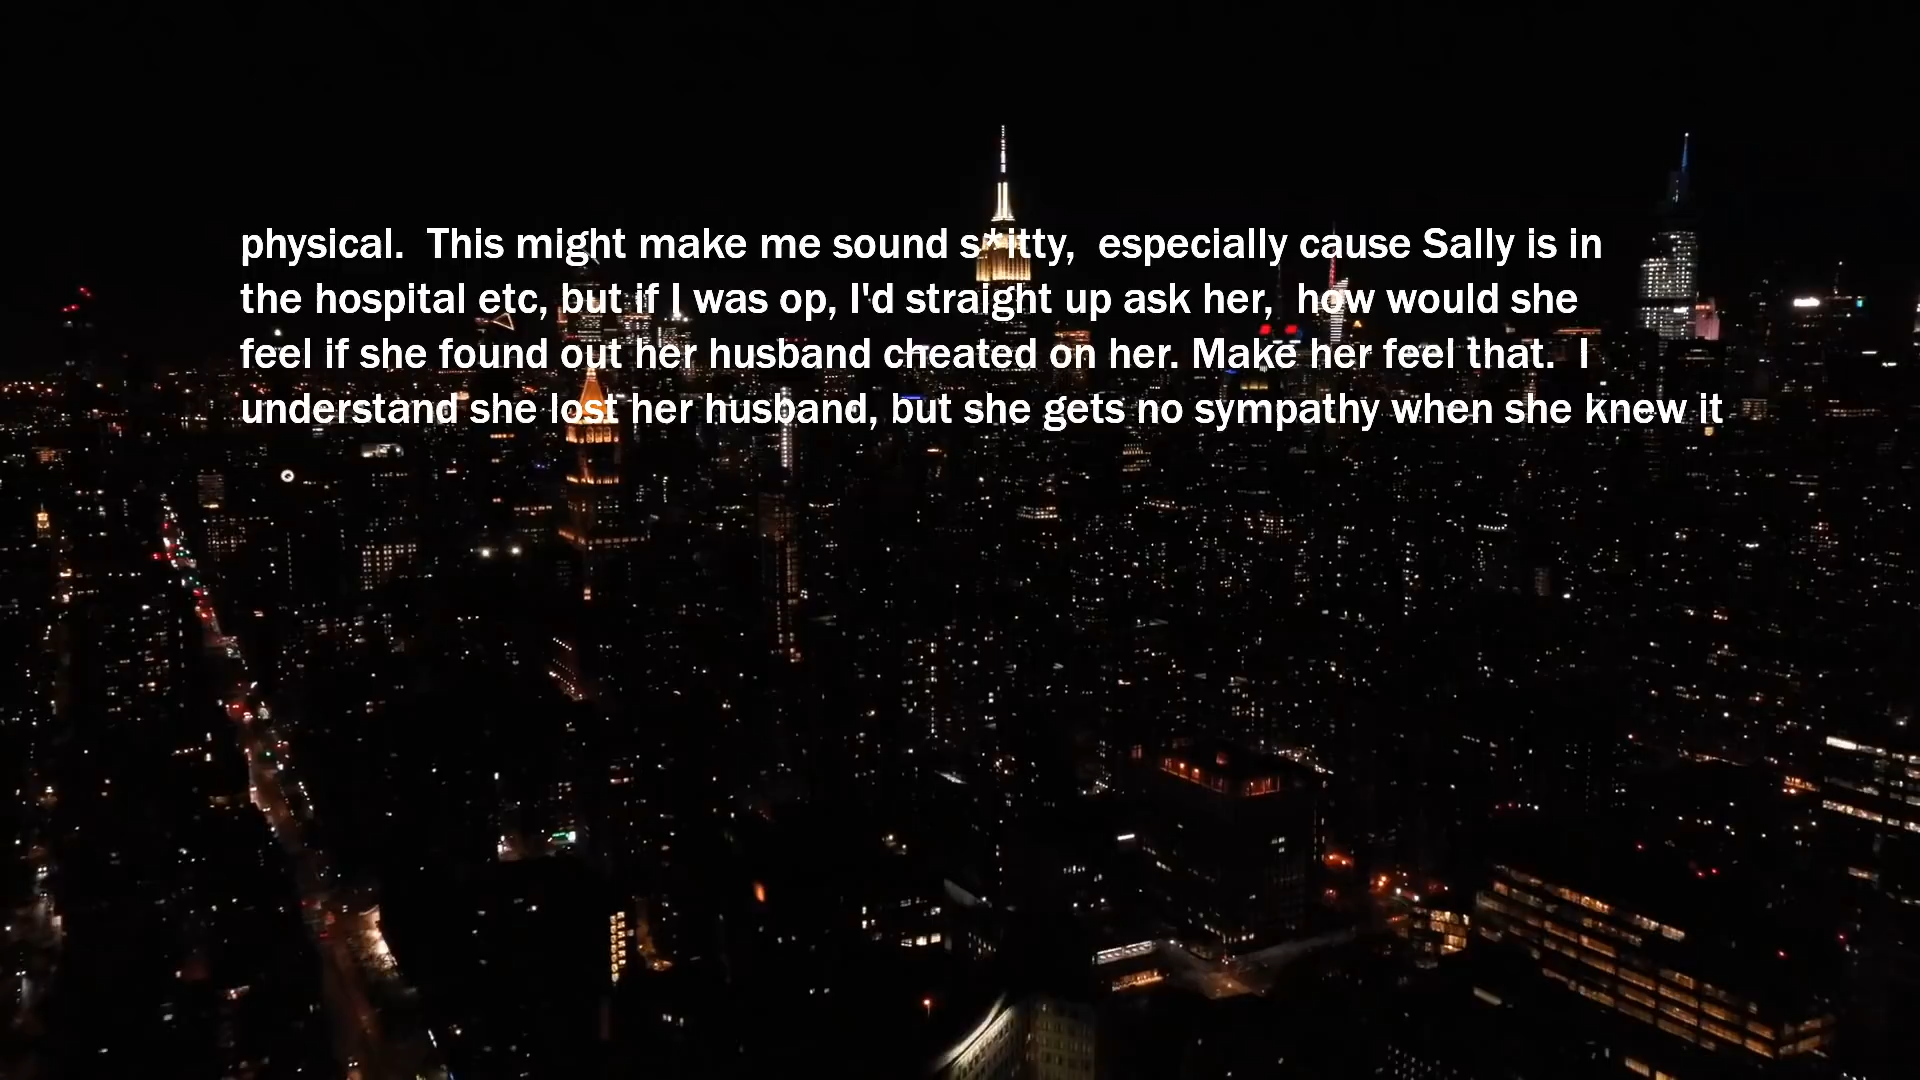 physical.  This might make me sound s*itty,  especially cause Sally is in
the hospital etc, but if I was op, I'd straight up ask her,  how would she
feel if she found out her husband cheated on her. Make her feel that.  I
understand she lost her husband, but she gets no sympathy when she knew it